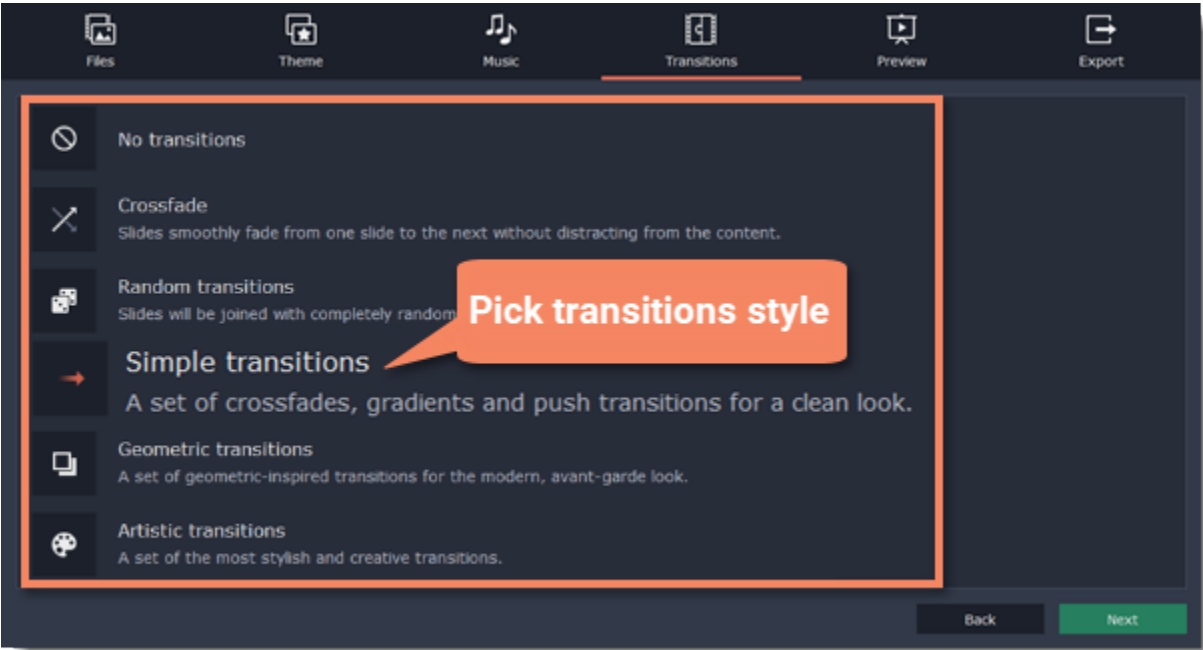 Files Theme Music Transitions Preview Export
No transitions
Crossfade
Slides smoothly fade from one slide to the next without distracting from the content.
Random transitions
Slides will be joined with completely random
Pick transitions style
Simple transitions
A set of crossfades, gradients and push transitions for a clean look.
Geometric transitions
A set of geometric-inspired transitions for the modern, avant-garde look.
Artistic transitions
A set of the most stylish and creative transitions.
Back Next